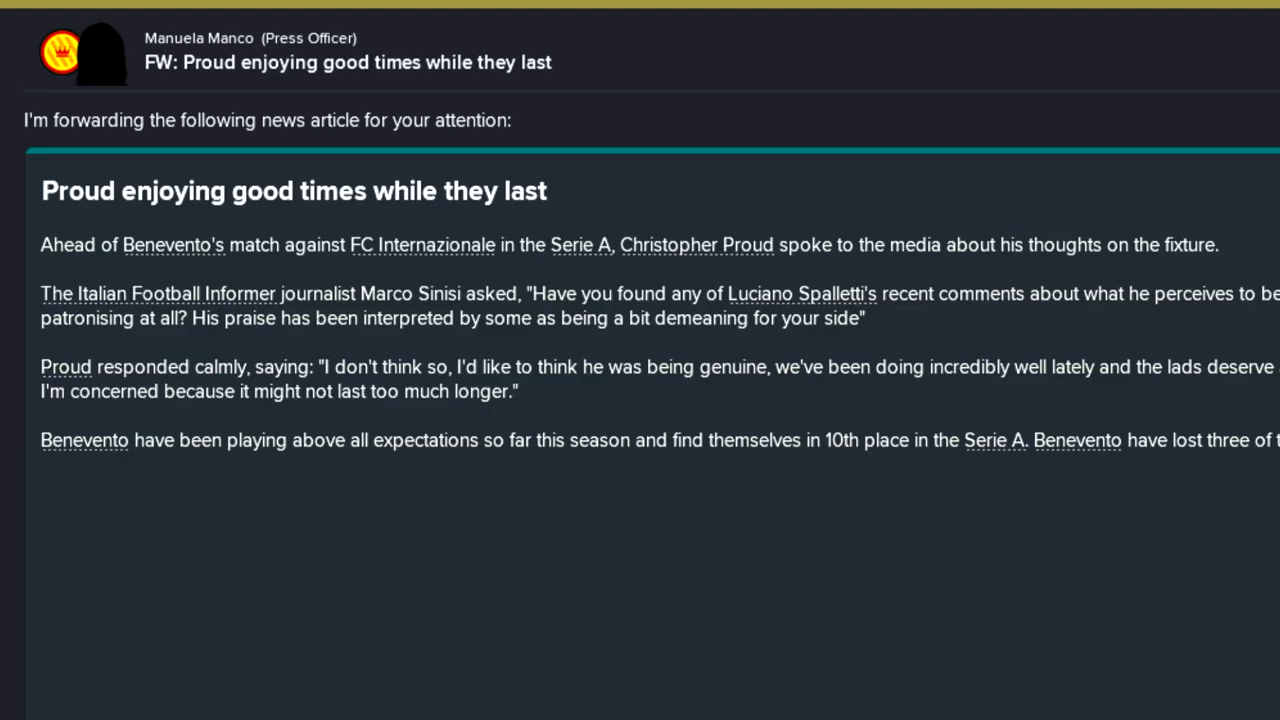 Manuela Manco (Press Officer)
FW: Proud enjoying good times while they last
I'm forwarding the following news article for your attention:
Proud enjoying good times while they last
Ahead of Benevento's match against FC Internazionale in the Serie A, Christopher Proud spoke to the media about his thoughts on the fixture.
The Italian Football Informer journalist Marco Sinisi asked, "Have you found any of Luciano Spalletti's recent comments about what he perceives to be
patronising at all? His praise has been interpreted by some as being a bit demeaning for your side"
Proud responded calmly, saying: "I don't think so, I'd like to think he was being genuine, we've been doing incredibly well lately and the lads deserve
I'm concerned because it might not last too much longer."
Benevento have been playing above all expectations so far this season and find themselves in 10th place in the Serie A. Benevento have lost three of